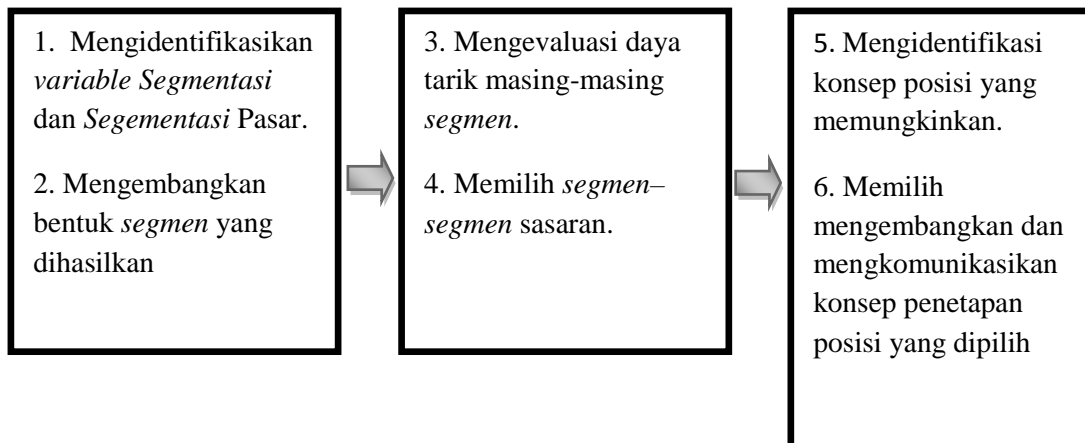 1. Mengidentifikasikan
variable Segmentasi
dan Segementasi Pasar.
2. Mengembangkan
bentuk segmen yang
dihasilkan
3. Mengevaluasi daya
tarik masing-masing
segmen.
4. Memilih segmen–
segmen sasaran.
5. Mengidentifikasi
konsep posisi yang
memungkinkan.
6. Memilih
mengembangkan dan
mengkomunikasikan
konsep penetapan
posisi yang dipilih